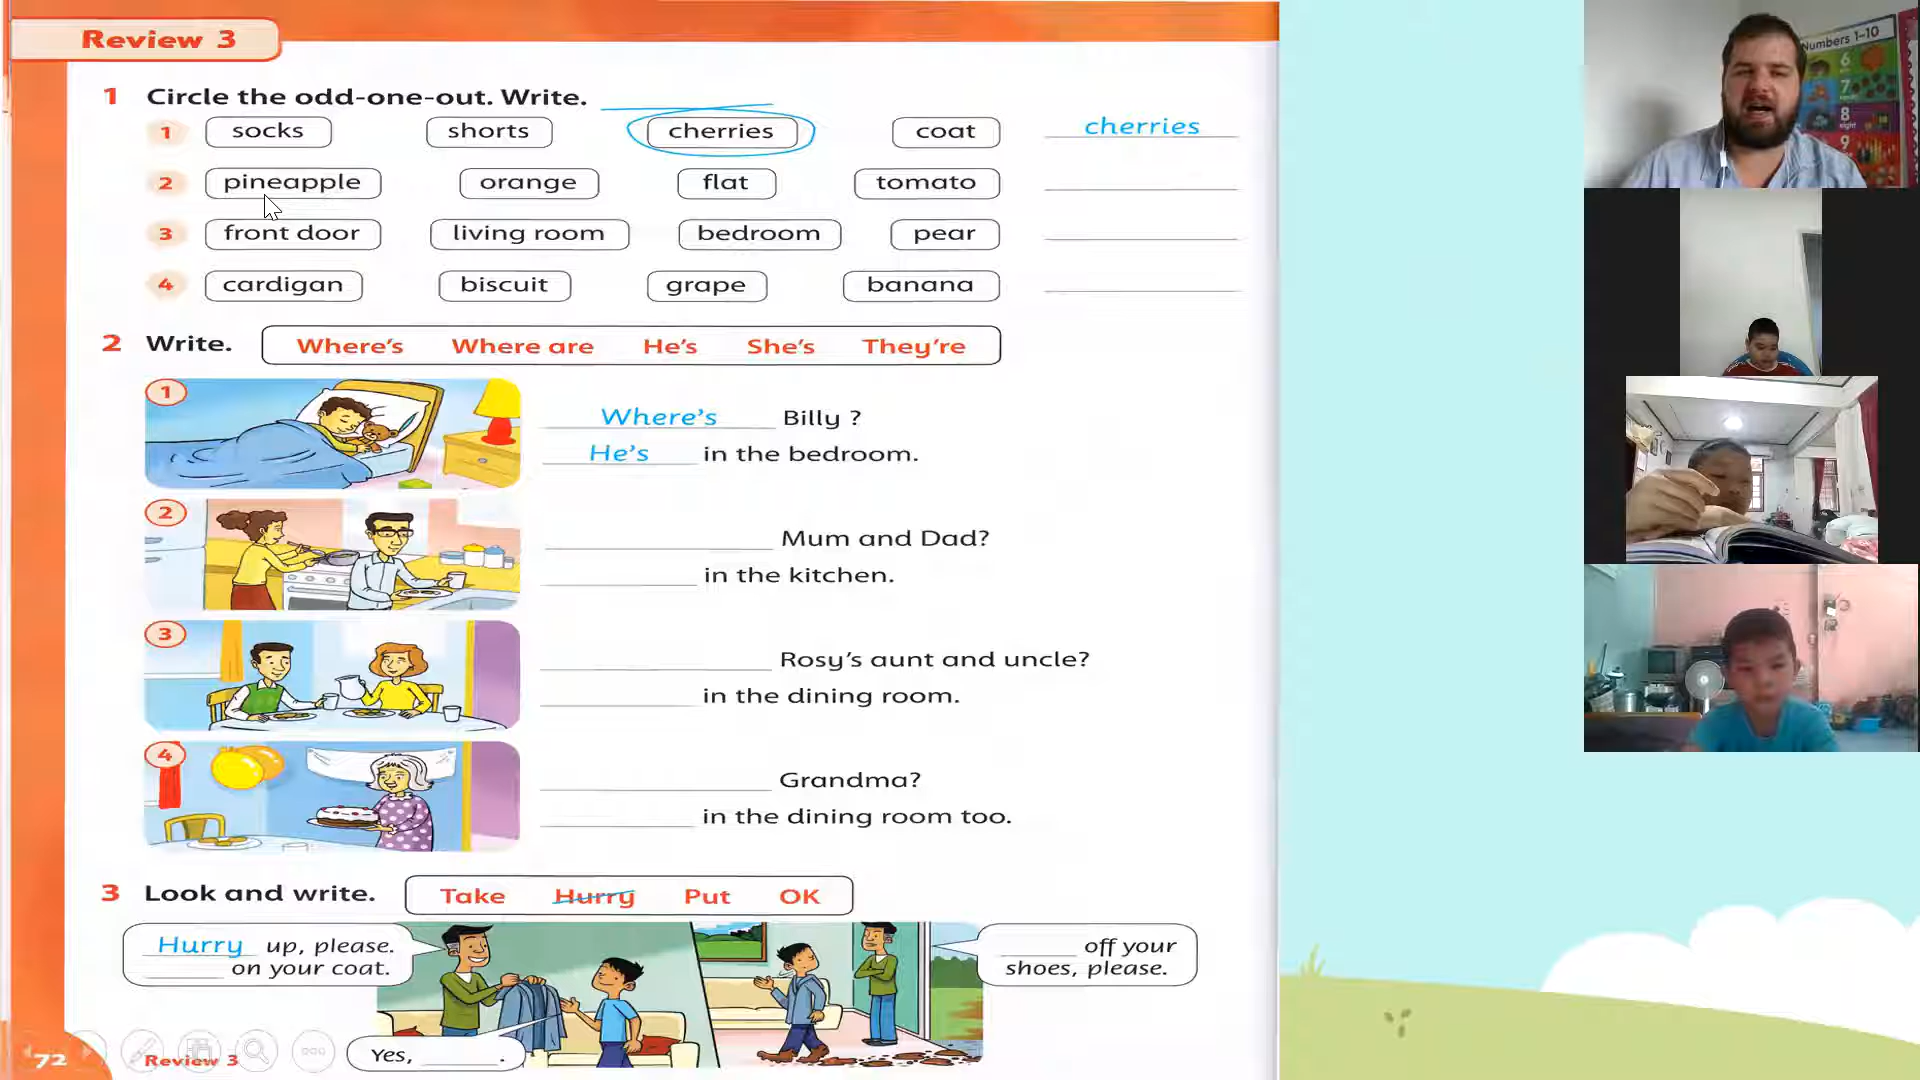 Review 3
1 Circle the odd-one-out. Write.
1 socks shorts cherries coat cherries
2 pineapple orange flat tomato
3 front door living room bedroom pear
4 cardigan biscuit grape banana
2 Write. Where's Where are He's She's They're
1
Where's Billy ?
He's in the bedroom.
2
Mum and Dad?
in the kitchen.
3
Rosy's aunt and uncle?
in the dining room.
4
Grandma?
in the dining room too.
3 Look and write. Take Hurry Put OK
Hurry up, please.
on your coat.
off your
shoes, please.
Yes, .
72 Review 3
Numbers 1-10
6
7
8
9